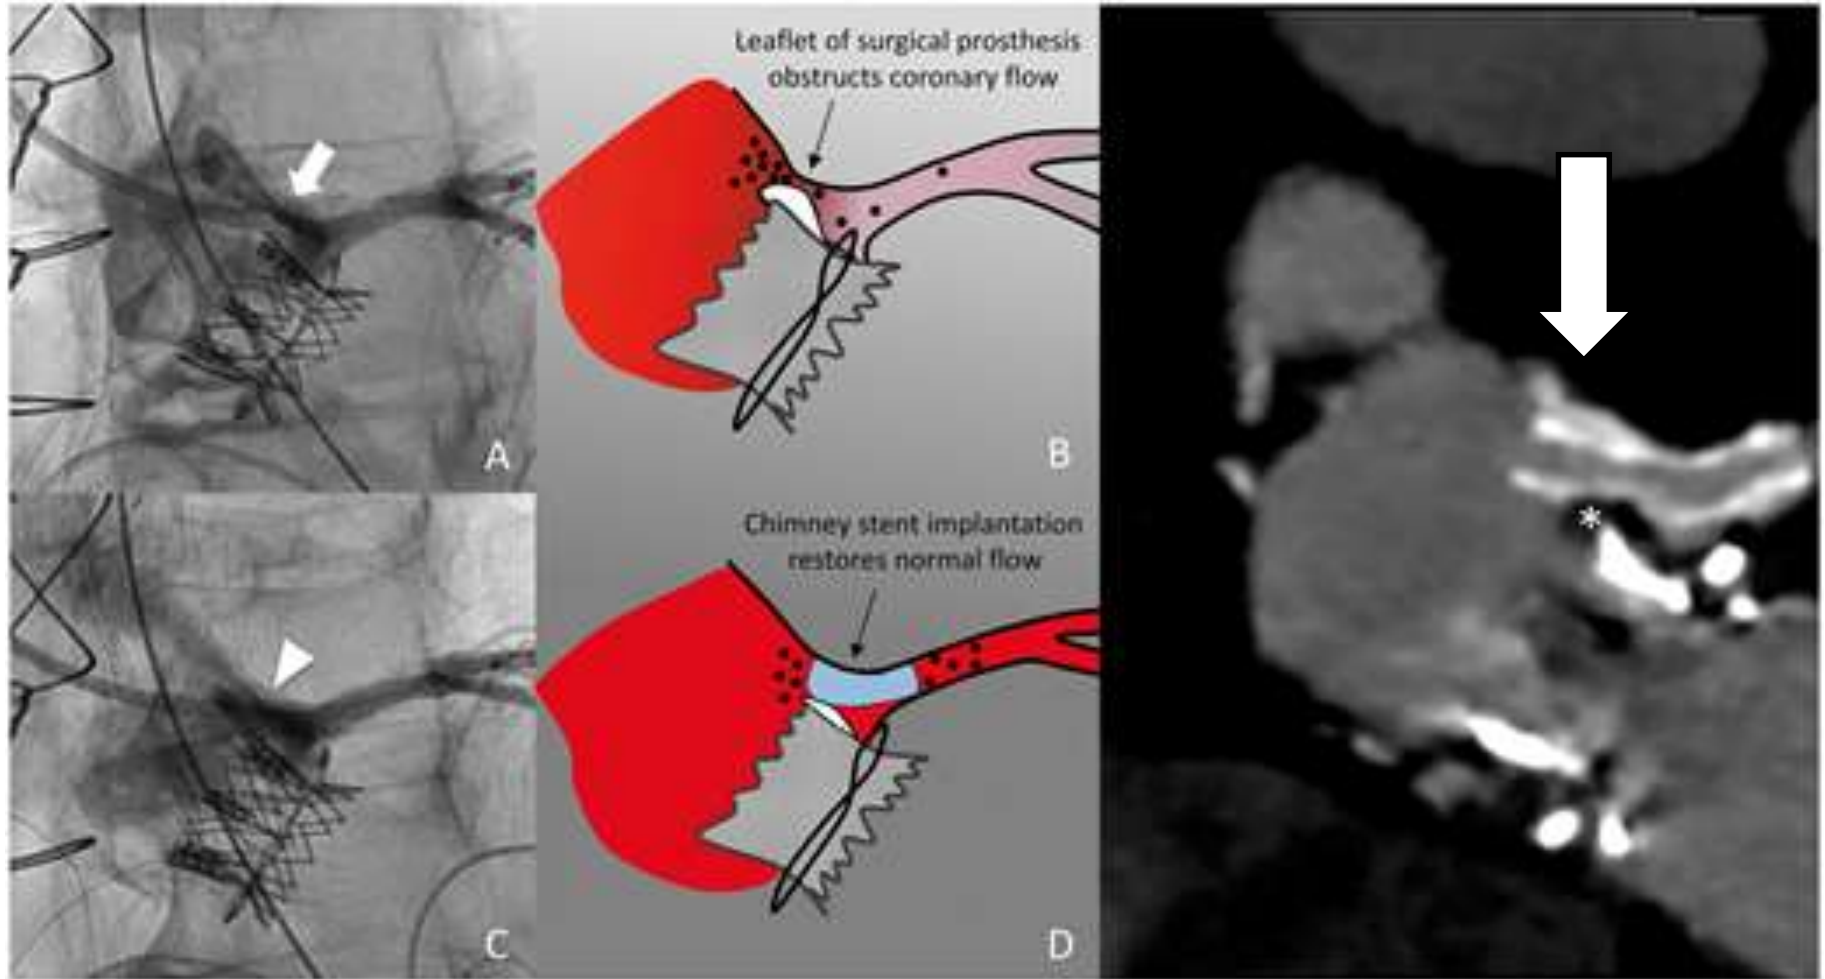 Leaflet of surgical prosthesis
obstructs coronary flow
A
B
Chimney stent implantation
restores normal flow
*
C
D